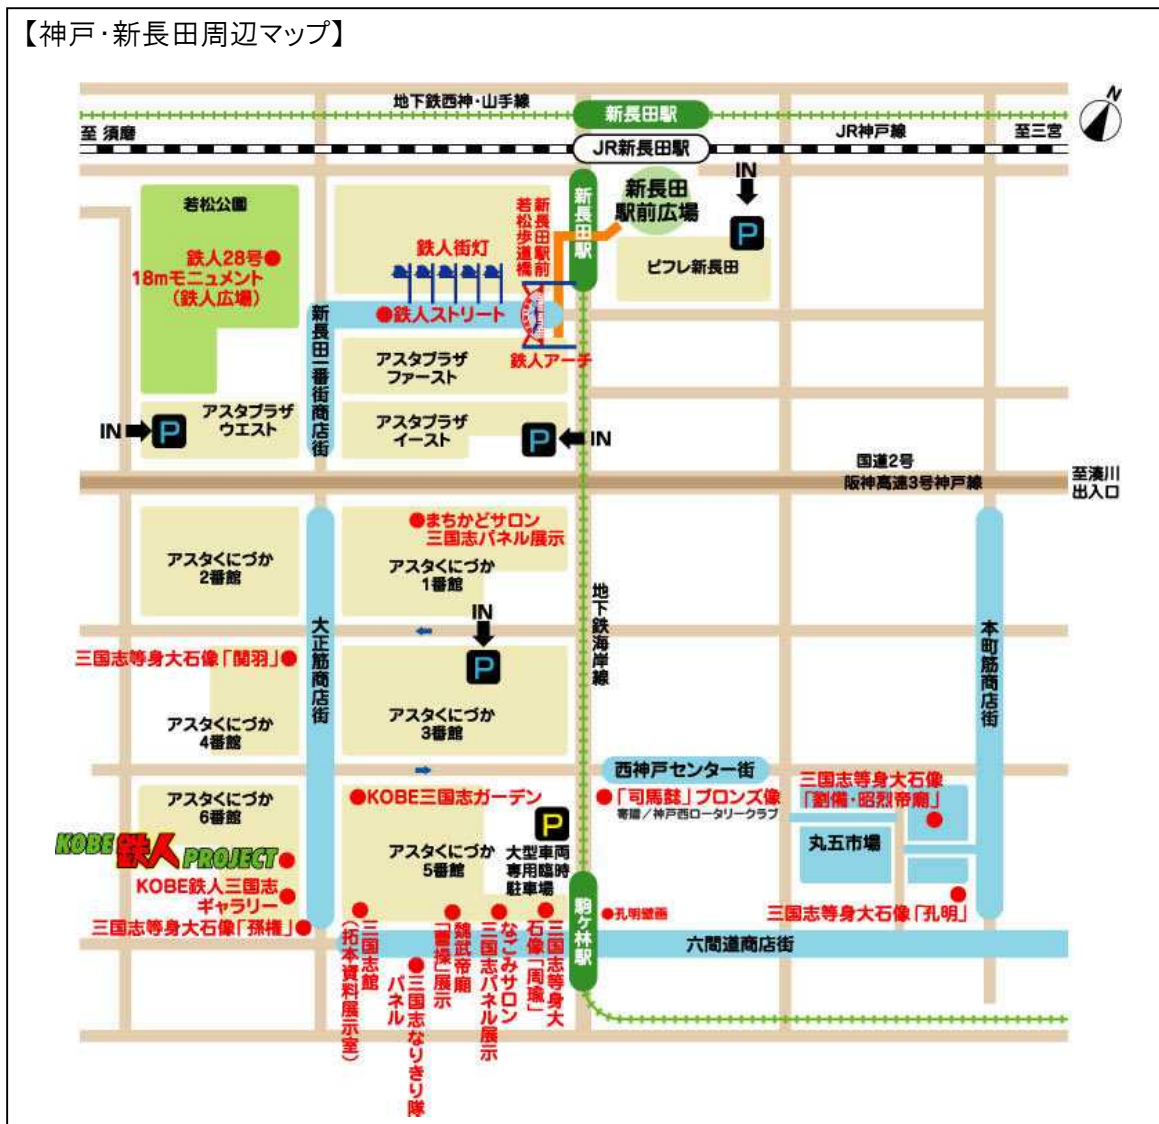 【神戸・新長田周辺マップ】
地下鉄西神・山手線
新長田駅
N
至 須磨
JR神戸線
至三宮
JR新長田駅
IN
P
新長田駅
新長田
駅前広場
ピフレ新長田
若松公園
鉄人28号
18mモニュメント
(鉄人広場)
鉄人街灯
新長田駅前
若松歩道橋
鉄人ストリート
鉄人アーチ
新長田一番街商店街
アスタプラザ
ファースト
アスタプラザ
ウエスト
IN
P
アスタプラザ
イースト
P
IN
国道2号
阪神高速3号神戸線
至湊川
出入口
まちかどサロン
三国志パネル展示
アスタくにづか
2番館
アスタくにづか
1番館
IN
P
地下鉄海岸線
大正筋商店街
本町筋商店街
三国志等身大石像「関羽」
アスタくにづか
4番館
アスタくにづか
3番館
西神戸センター街
三国志等身大石像
「劉備・昭烈帝廟」
アスタくにづか
6番館
KOBE三国志ガーデン
「司馬懿」ブロンズ像
寄贈/神戸西ロータリークラブ
P
大型車両
専用臨時
駐車場
丸五市場
KOBE鉄人PROJECT
アスタくにづか
5番館
KOBE鉄人三国志
ギャラリー
三国志等身大石像「孫権」
駒ヶ林駅
孔明壁画
三国志等身大石像「孔明」
六間道商店街
三国志館
(拓本資料展示室)
三国志なりきり隊
パネル
魏武帝廟
「曹操」展示
なごみサロン
三国志パネル展示
三国志等身大
石像「周瑜」